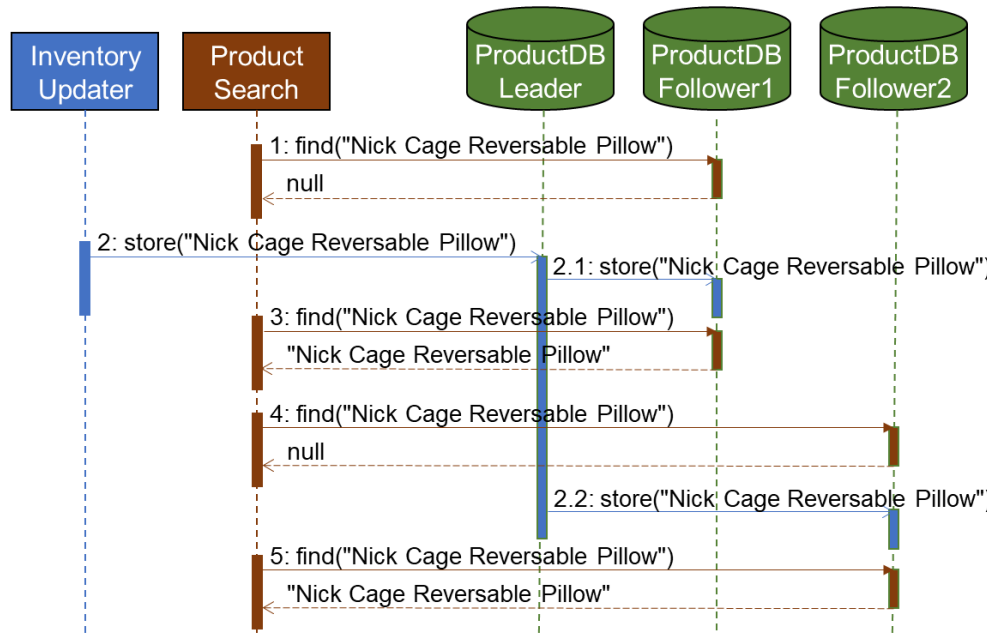 Inventory
Updater
Product
Search
ProductDB
Leader
ProductDB
Follower1
ProductDB
Follower2
1: find("Nick Cage Reversable Pillow")
null
2: store("Nick Cage Reversable Pillow")
2.1: store("Nick Cage Reversable Pillow")
3: find("Nick Cage Reversable Pillow")
"Nick Cage Reversable Pillow"
4: find("Nick Cage Reversable Pillow")
null
2.2: store("Nick Cage Reversable Pillow")
5: find("Nick Cage Reversable Pillow")
"Nick Cage Reversable Pillow"